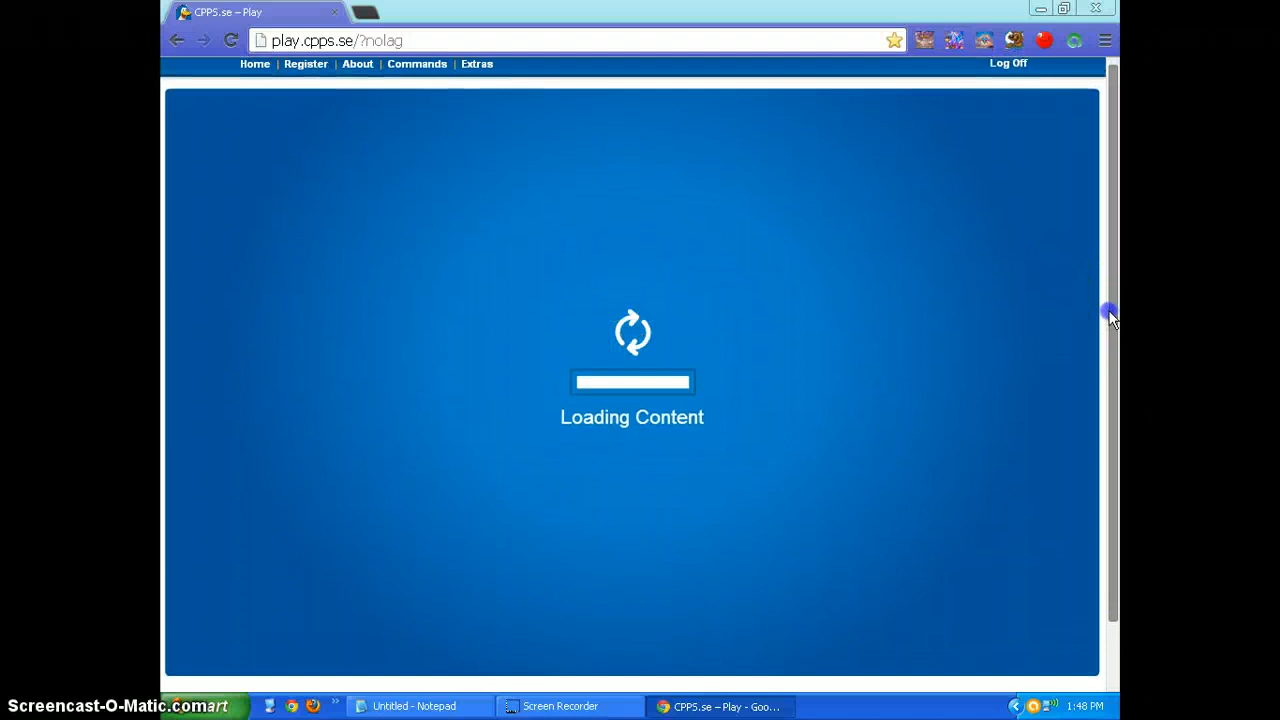 CPPS.se – Play
play.cpps.se/?nolag
Home | Register | About | Commands | Extras
Log Off
Loading Content
Screencast-O-Matic.com
art
Untitled - Notepad
Screen Recorder
CPPS.se – Play - Goo...
1:48 PM